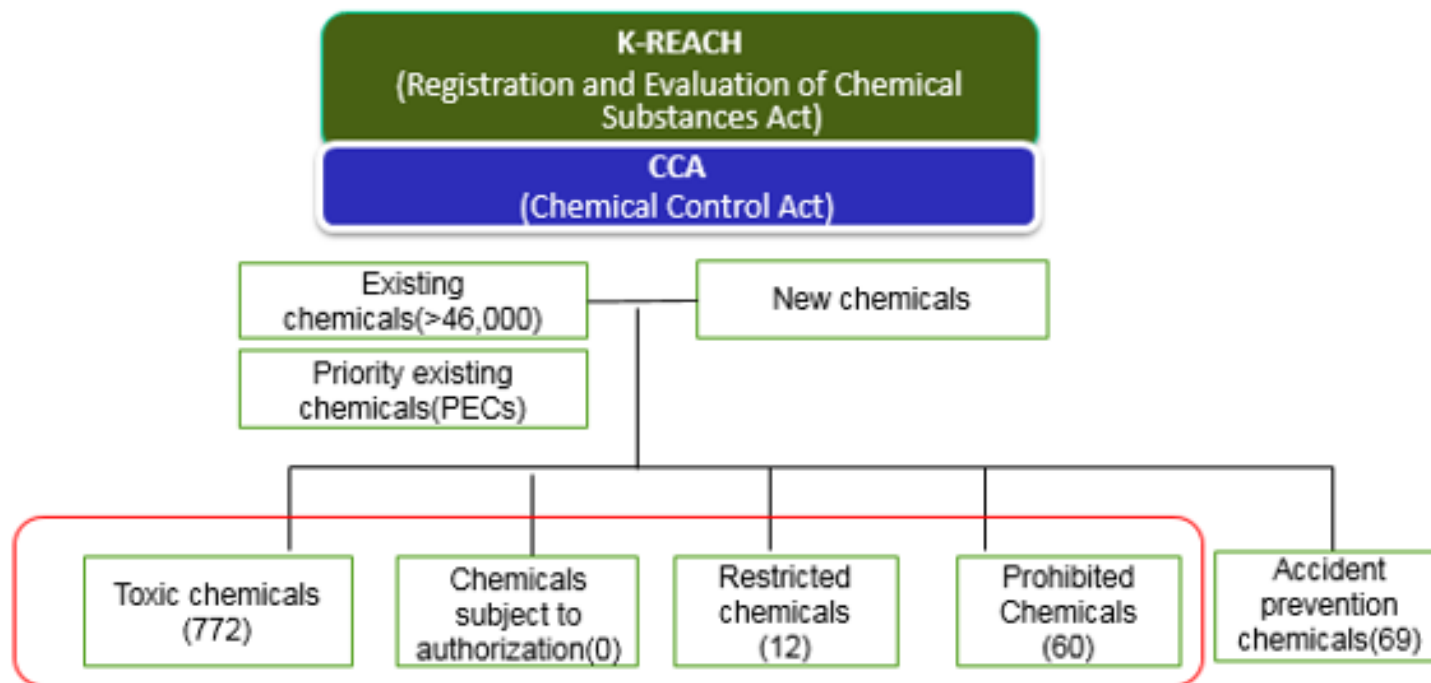 K-REACH
(Registration and Evaluation of Chemical
Substances Act)
CCA
(Chemical Control Act)
Existing
chemicals(>46,000)
New chemicals
Priority existing
chemicals(PECs)
Toxic chemicals
(772)
Chemicals
subject to
authorization(0)
Restricted
chemicals
(12)
Prohibited
Chemicals
(60)
Accident
prevention
chemicals(69)